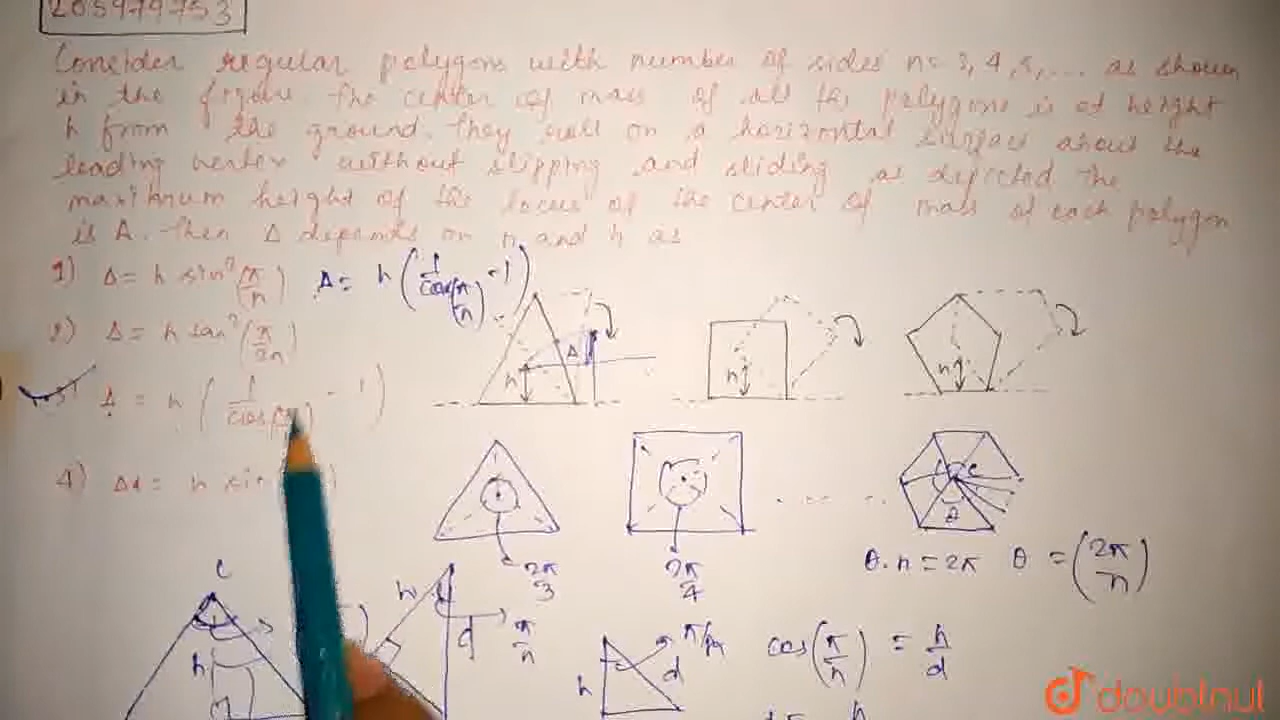 205979753
Consider regular polygons with number of sides n = 3, 4, 5, ... as shown
in the figure. The center of mass of all the polygons is at height
h from the ground. They roll on a horizontal surface about the
leading vertex without slipping and sliding as depicted The
maximum height of the locus of the center of mass of each polygon
is Δ. Then Δ depends on n and h as
1) Δ = h sin²(π/n) Δ = h(1/cos(π/n) - 1)
2) Δ = h tan²(π/2n)
Δ = h(1/cos( ) - 1)
4) Δ = h sin
h Δ
h
h
2π/3
2π/4
c
θ
θ.n = 2π θ = (2π/n)
c
h
h
d
π/n
h
π/n
d
cos(π/n) = h/d
h
doubtnut